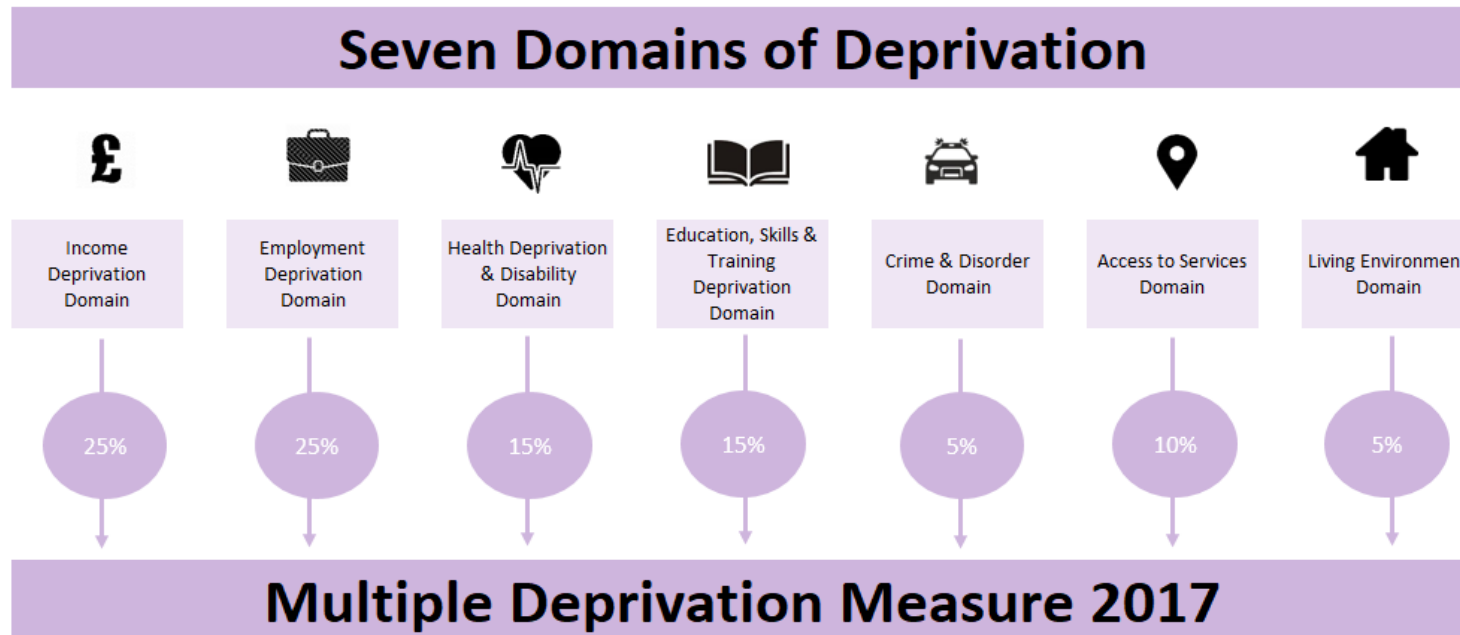 Seven Domains of Deprivation
£
Income
Deprivation
Domain
Employment
Deprivation
Domain
Health Deprivation
& Disability
Domain
Education, Skills &
Training
Deprivation
Domain
Crime & Disorder
Domain
Access to Services
Domain
Living Environmen
Domain
25%
25%
15%
15%
5%
10%
5%
Multiple Deprivation Measure 2017